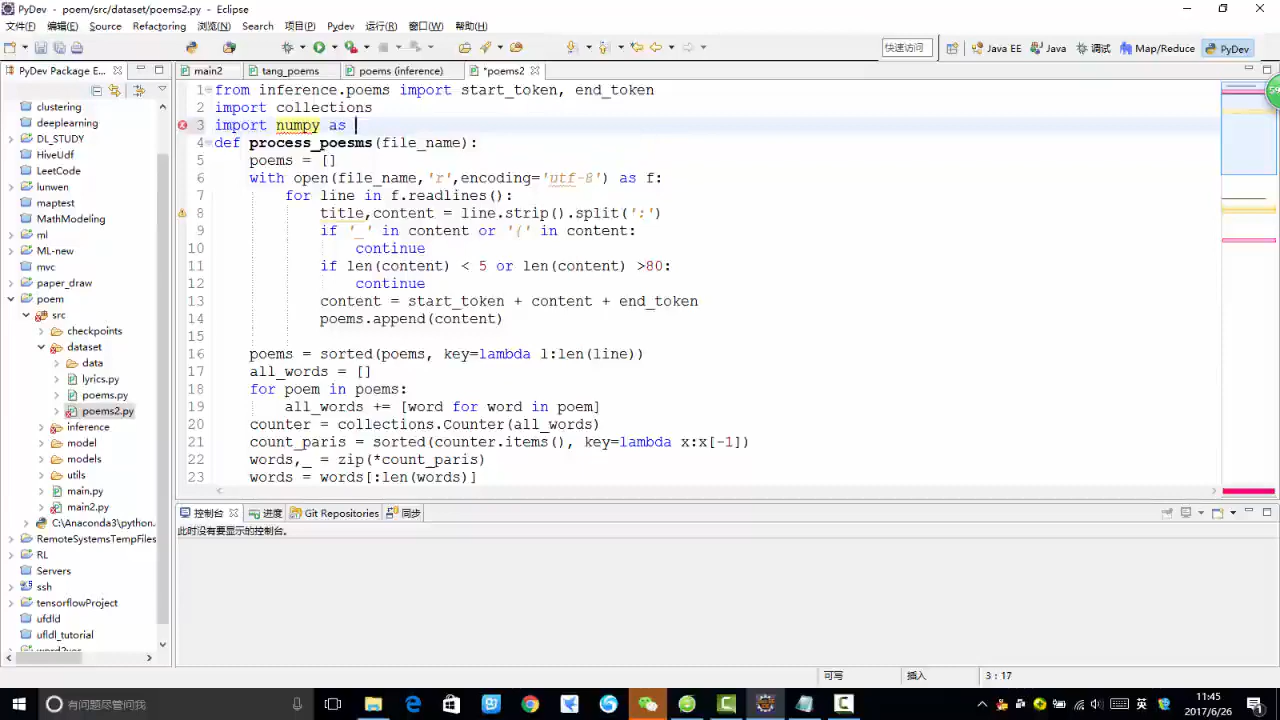 PyDev - poem/src/dataset/poems2.py - Eclipse
文件(F) 编辑(E) Source Refactoring 浏览(N) Search 项目(P) Pydev 运行(R) 窗口(W) 帮助(H)
快速访问 Java EE Java 调试 Map/Reduce PyDev
PyDev Package E...
main2 tang_poems poems (inference) *poems2
clustering
deeplearning
DL_STUDY
HiveUdf
LeetCode
lunwen
maptest
MathModeling
ml
ML-new
mvc
paper_draw
poem
src
checkpoints
dataset
data
lyrics.py
poems.py
poems2.py
inference
model
models
utils
main.py
main2.py
C:\Anaconda3\python.
RemoteSystemsTempFiles
RL
Servers
ssh
tensorflowProject
ufdld
ufldl_tutorial
1 from inference.poems import start_token, end_token
2 import collections
3 import numpy as
4 def process_poesms(file_name):
5 poems = []
6 with open(file_name,'r',encoding='utf-8') as f:
7 for line in f.readlines():
8 title,content = line.strip().split(':')
9 if '_' in content or '(' in content:
10 continue
11 if len(content) < 5 or len(content) >80:
12 continue
13 content = start_token + content + end_token
14 poems.append(content)
15
16 poems = sorted(poems, key=lambda l:len(line))
17 all_words = []
18 for poem in poems:
19 all_words += [word for word in poem]
20 counter = collections.Counter(all_words)
21 count_paris = sorted(counter.items(), key=lambda x:x[-1])
22 words,_ = zip(*count_paris)
23 words = words[:len(words)]
控制台 进度 Git Repositories 同步
此时没有要显示的控制台。
可写 插入 3 : 17
有问题尽管问我
英
11:45
2017/6/26